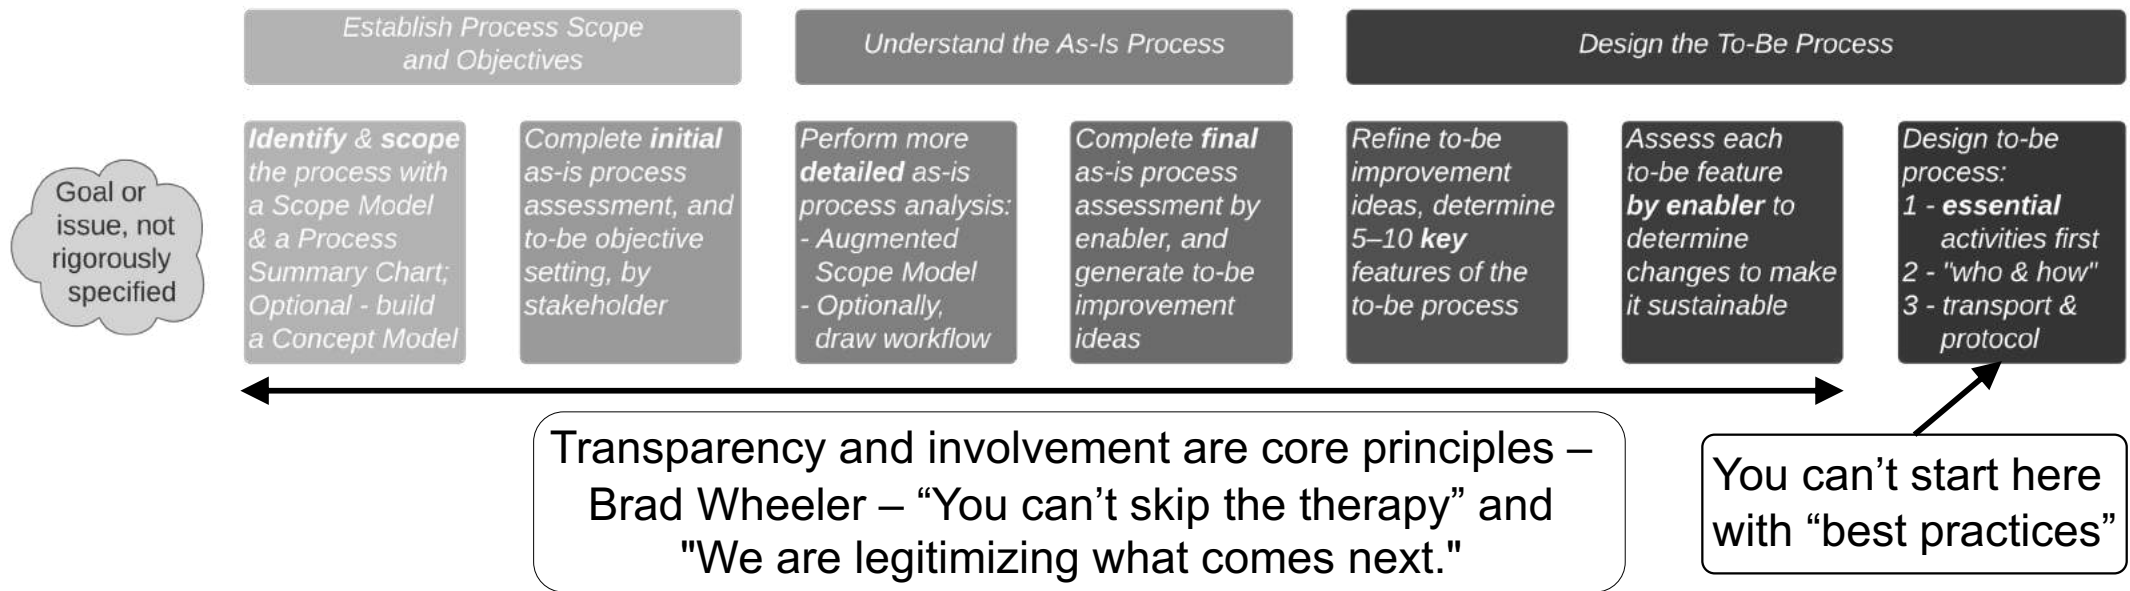 Establish Process Scope
and Objectives
Understand the As-Is Process
Design the To-Be Process
Goal or
issue, not
rigorously
specified
Identify & scope
the process with
a Scope Model
& a Process
Summary Chart;
Optional - build
a Concept Model
Complete initial
as-is process
assessment, and
to-be objective
setting, by
stakeholder
Perform more
detailed as-is
process analysis:
- Augmented
Scope Model
- Optionally,
draw workflow
Complete final
as-is process
assessment by
enabler, and
generate to-be
improvement
ideas
Refine to-be
improvement
ideas, determine
5–10 key
features of the
to-be process
Assess each
to-be feature
by enabler to
determine
changes to make
it sustainable
Design to-be
process:
1 - essential
activities first
2 - "who & how"
3 - transport &
protocol
Transparency and involvement are core principles –
Brad Wheeler – “You can’t skip the therapy” and
"We are legitimizing what comes next."
You can’t start here
with “best practices”